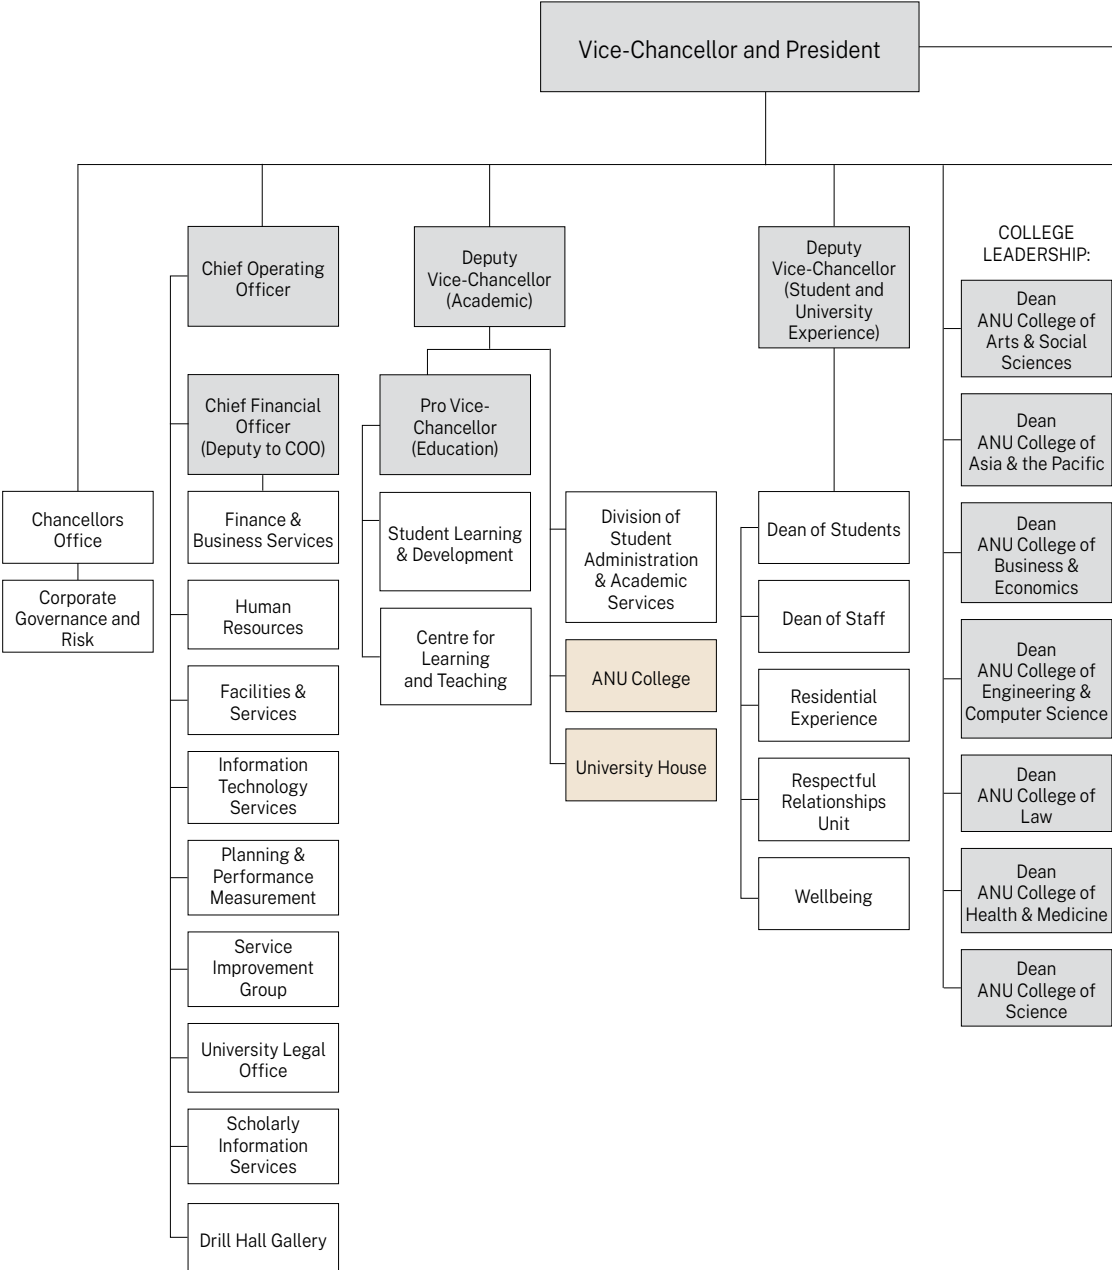 Vice-Chancellor and President
Chancellors
Office
Corporate
Governance and
Risk
Chief Operating
Officer
Chief Financial
Officer
(Deputy to COO)
Finance &
Business Services
Human
Resources
Facilities &
Services
Information
Technology
Services
Planning &
Performance
Measurement
Service
Improvement
Group
University Legal
Office
Scholarly
Information
Services
Drill Hall Gallery
Deputy
Vice-Chancellor
(Academic)
Pro Vice-
Chancellor
(Education)
Student Learning
& Development
Centre for
Learning
and Teaching
Division of
Student
Administration
& Academic
Services
ANU College
University House
Deputy
Vice-Chancellor
(Student and
University
Experience)
Dean of Students
Dean of Staff
Residential
Experience
Respectful
Relationships
Unit
Wellbeing
COLLEGE
LEADERSHIP:
Dean
ANU College of
Arts & Social
Sciences
Dean
ANU College of
Asia & the Pacific
Dean
ANU College of
Business &
Economics
Dean
ANU College of
Engineering &
Computer Science
Dean
ANU College of
Law
Dean
ANU College of
Health & Medicine
Dean
ANU College of
Science